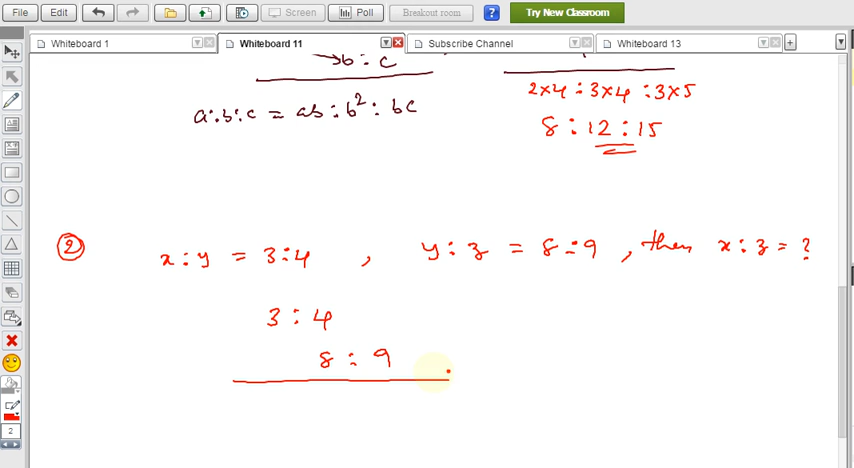 File Edit Screen Poll Breakout room ? Try New Classroom
Whiteboard 1 Whiteboard 11 Subscribe Channel Whiteboard 13
b : c
2×4 : 3×4 : 3×5
a:b:c = ab : b² : bc
8 : 12 : 15
② x : y = 3:4 , y : z = 8:9 , then x : z = ?
3 : 4
8 : 9
2